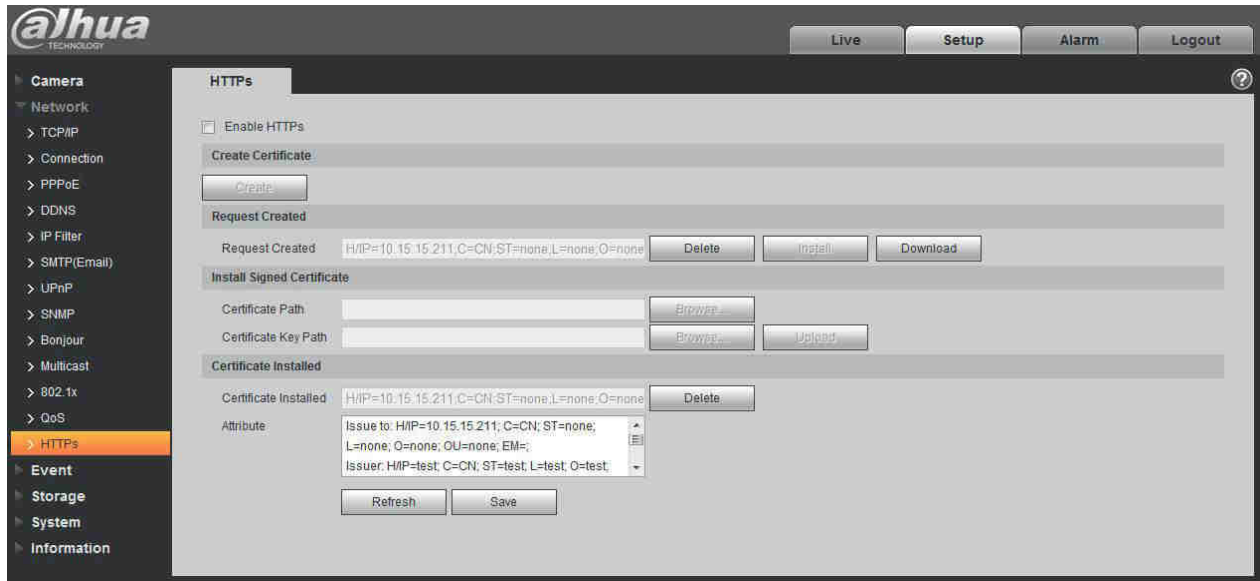 alhua
TECHNOLOGY
Live
Setup
Alarm
Logout
Camera
Network
TCP/IP
Connection
PPPoE
DDNS
IP Filter
SMTP(Email)
UPnP
SNMP
Bonjour
Multicast
802.1x
QoS
HTTPs
Event
Storage
System
Information
HTTPs
?
Enable HTTPs
Create Certificate
Create
Request Created
Request Created H/IP=10.15.15.211;C=CN;ST=none;L=none;O=none Delete Install Download
Install Signed Certificate
Certificate Path Browse...
Certificate Key Path Browse... Upload
Certificate Installed
Certificate Installed H/IP=10.15.15.211;C=CN;ST=none;L=none;O=none Delete
Attribute
Issue to: H/IP=10.15.15.211; C=CN; ST=none;
L=none; O=none; OU=none; EM=;
Issuer: H/IP=test; C=CN; ST=test; L=test; O=test;
Refresh Save